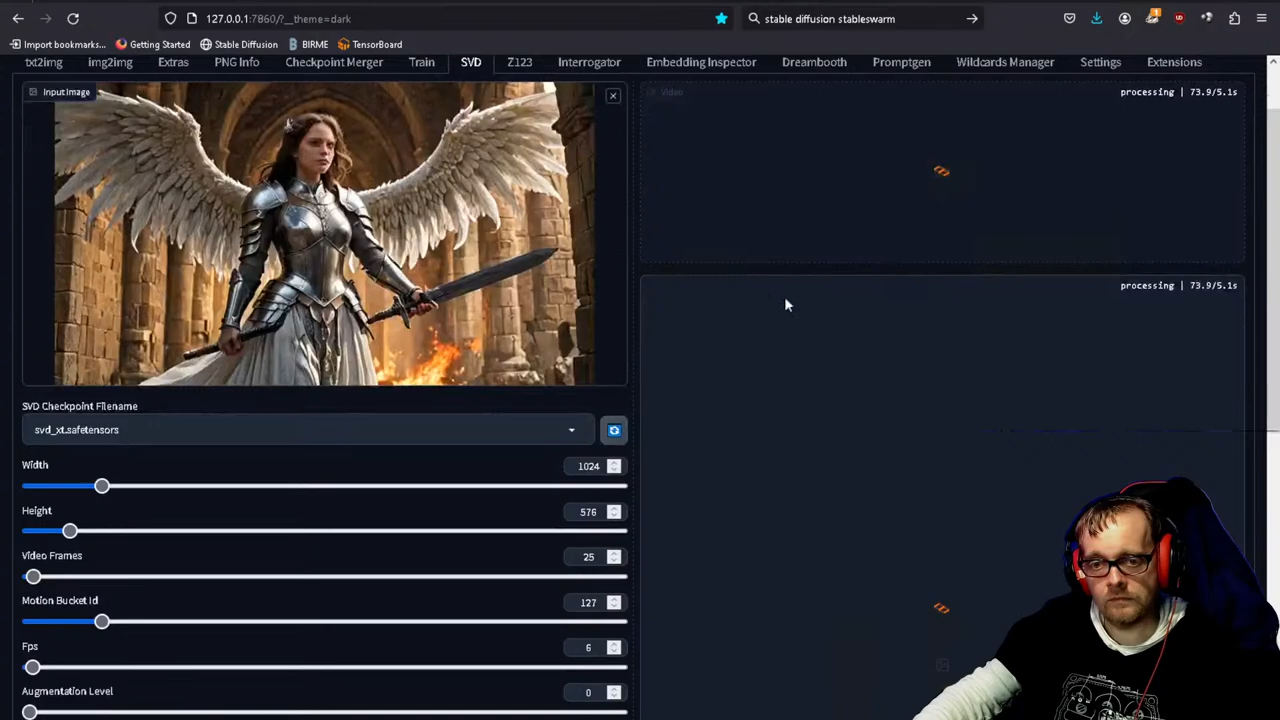 127.0.0.1:7860/?__theme=dark
stable diffusion stableswarm
Import bookmarks...
Getting Started
Stable Diffusion
BIRME
TensorBoard
txt2img
img2img
Extras
PNG Info
Checkpoint Merger
Train
SVD
Z123
Interrogator
Embedding Inspector
Dreambooth
Promptgen
Wildcards Manager
Settings
Extensions
Input Image
Video
processing | 73.9/5.1s
processing | 73.9/5.1s
SVD Checkpoint Filename
svd_xt.safetensors
Width
1024
Height
576
Video Frames
25
Motion Bucket Id
127
Fps
6
Augmentation Level
0